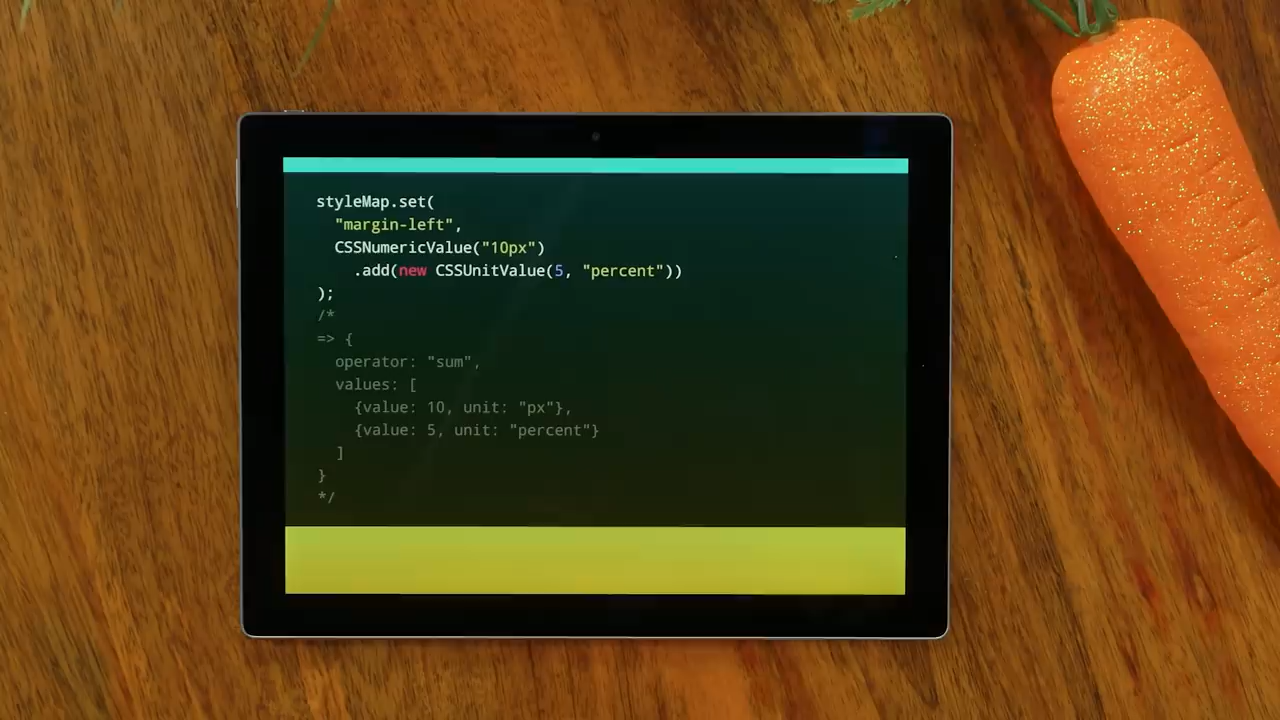 styleMap.set(
"margin-left",
CSSNumericValue("10px")
.add(new CSSUnitValue(5, "percent"))
);
/*
=> {
operator: "sum",
values: [
{value: 10, unit: "px"},
{value: 5, unit: "percent"}
]
}
*/